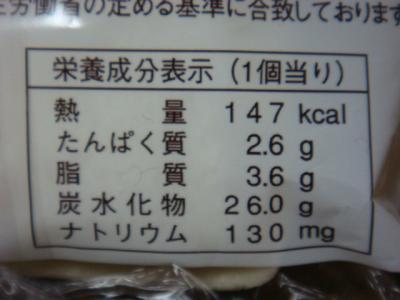 労働省の定める基準に合致しております
栄養成分表示（1個当り）
熱量 147 kcal
たんぱく質 2.6 g
脂質 3.6 g
炭水化物 26.0 g
ナトリウム 130 mg